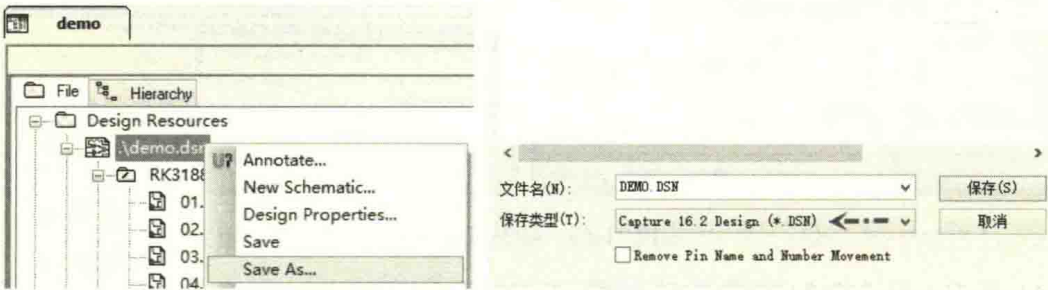 demo
File Hierarchy
Design Resources
.\demo.dsn
RK3188
01.
02.
03.
04.
Annotate...
New Schematic...
Design Properties...
Save
Save As...
文件名(N): DEMO.DSN 保存(S)
保存类型(T): Capture 16.2 Design (*.DSN) 取消
Remove Pin Name and Number Movement